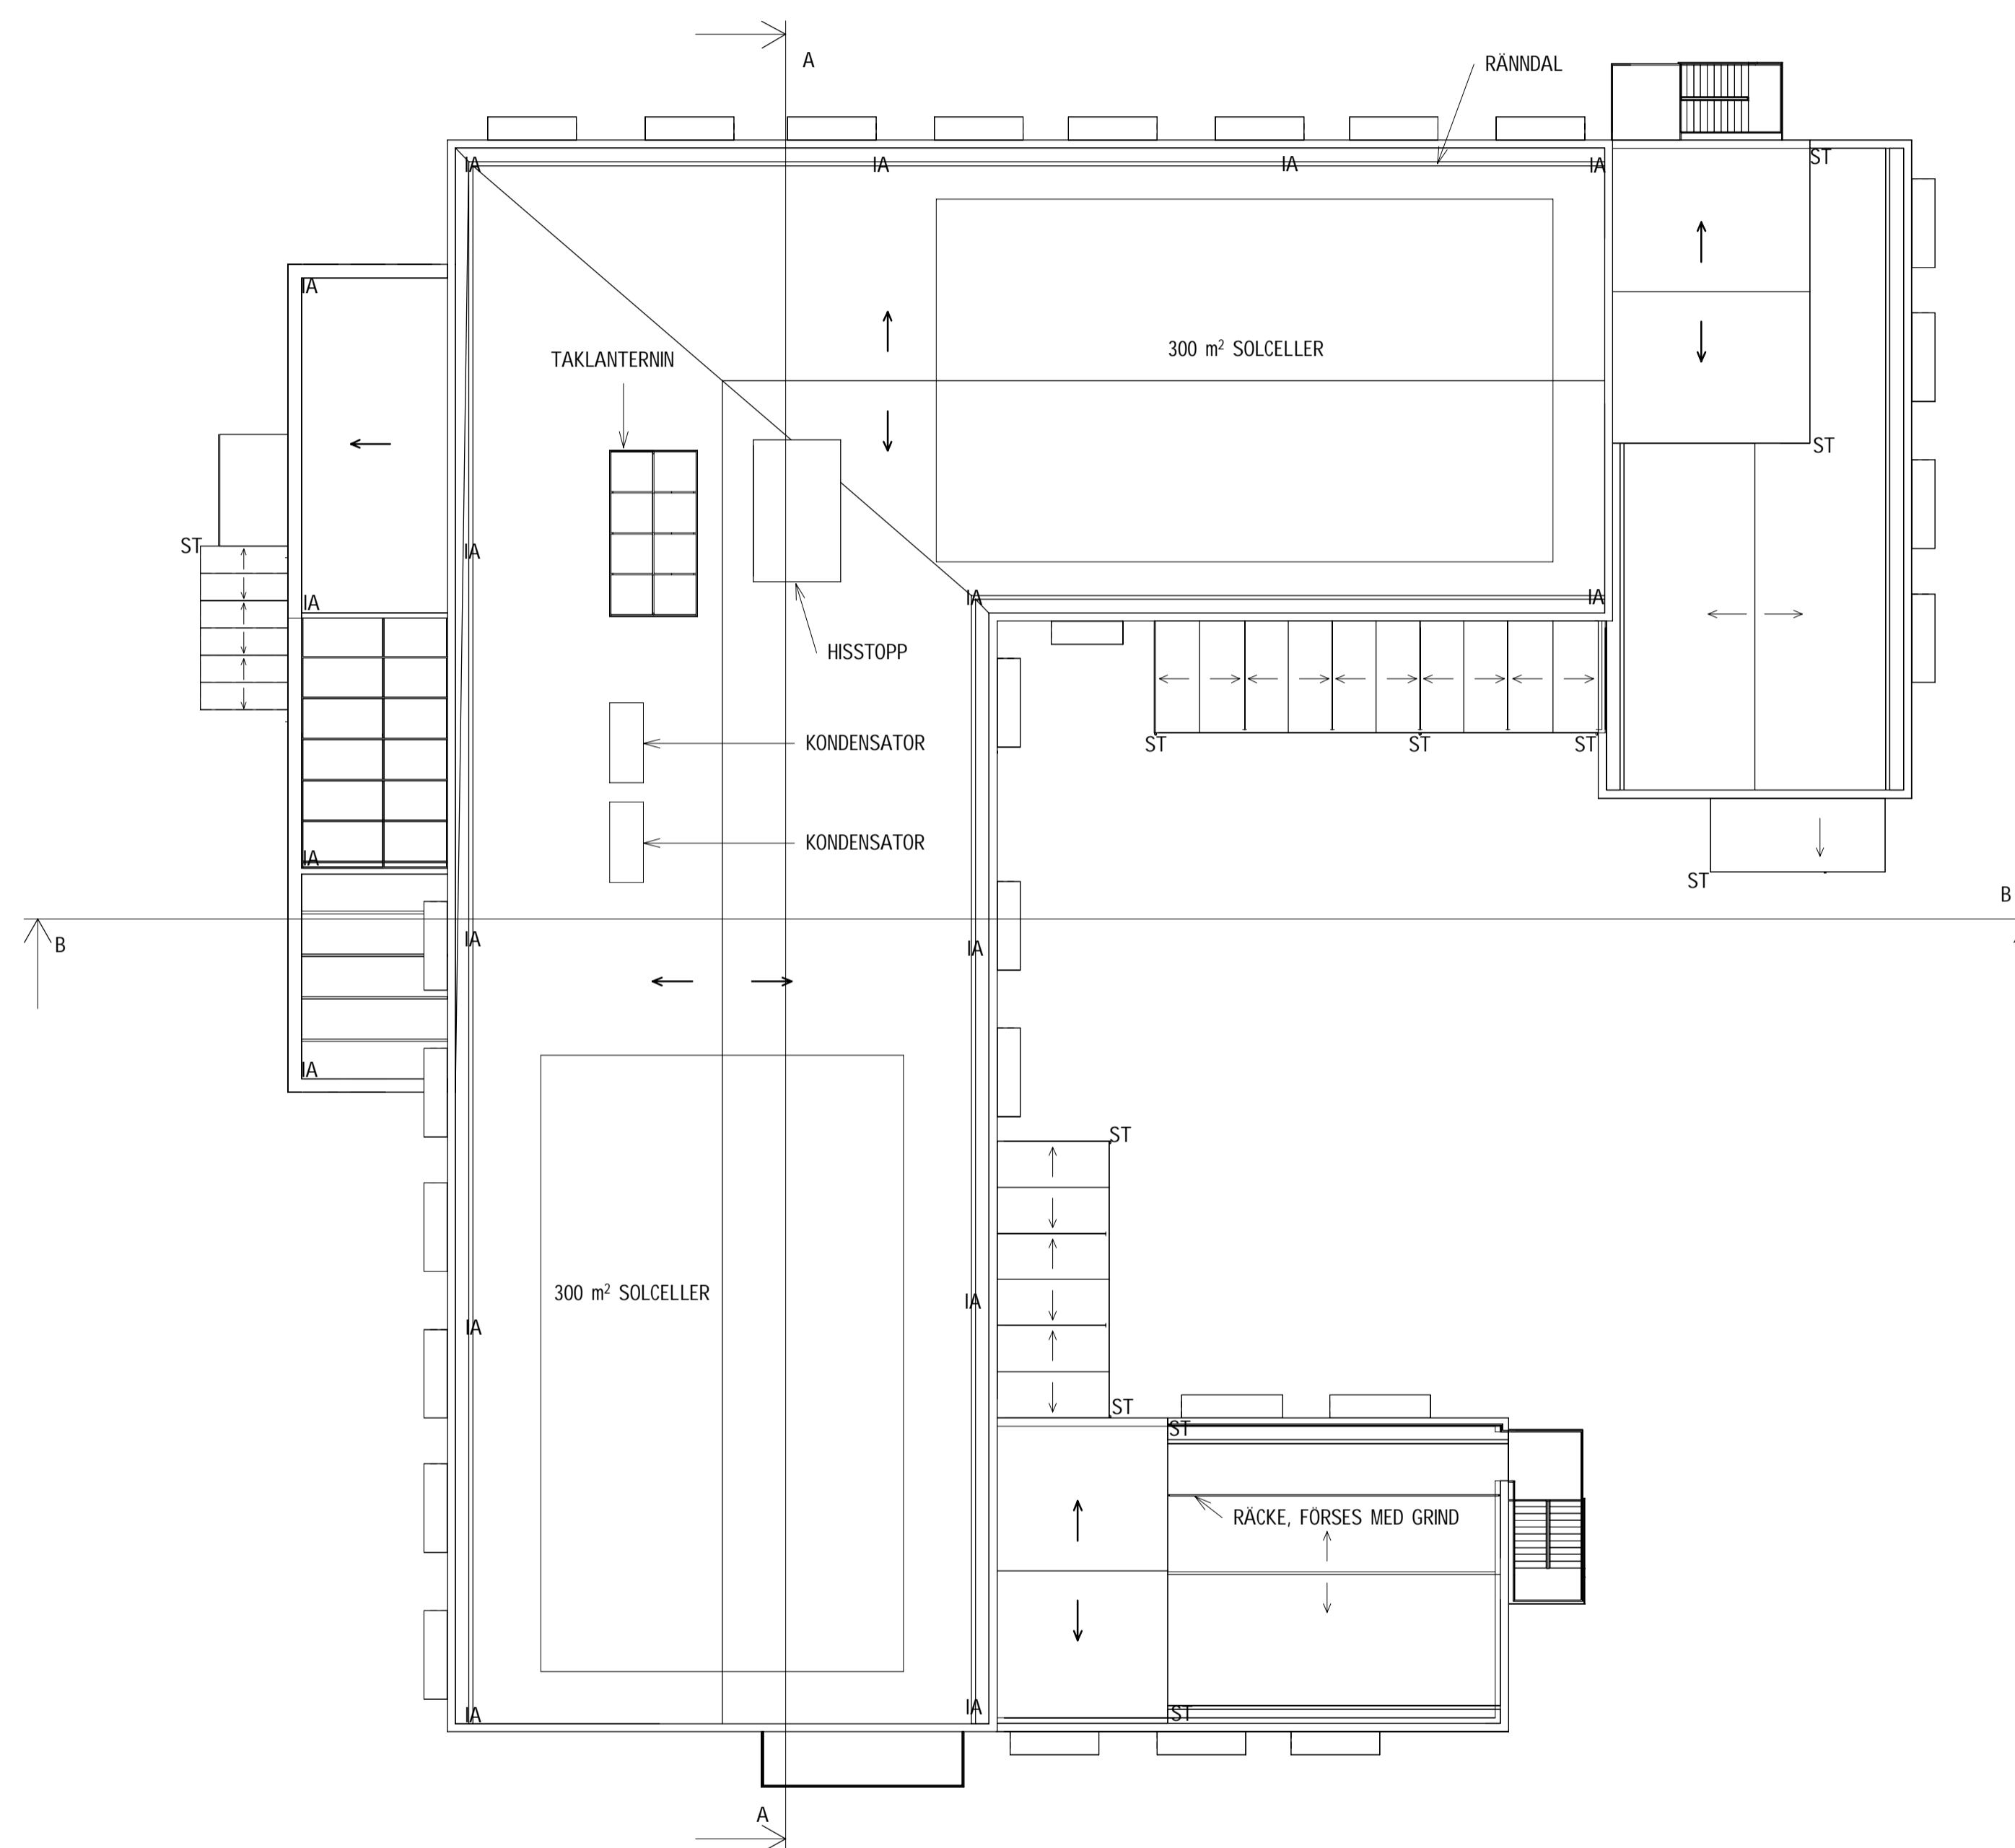 A
RÄNNDAL
IA
IA
IA
IA
ST
IA
300 m² SOLCELLER
TAKLANTERNIN
ST
ST
IA
IA
IA
IA
HISSTOPP
KONDENSATOR
ST
ST
ST
KONDENSATOR
IA
ST
B
B
IA
IA
IA
ST
300 m² SOLCELLER
IA
IA
ST
ST
RÄCKE, FÖRSES MED GRIND
IA
IA
ST
A